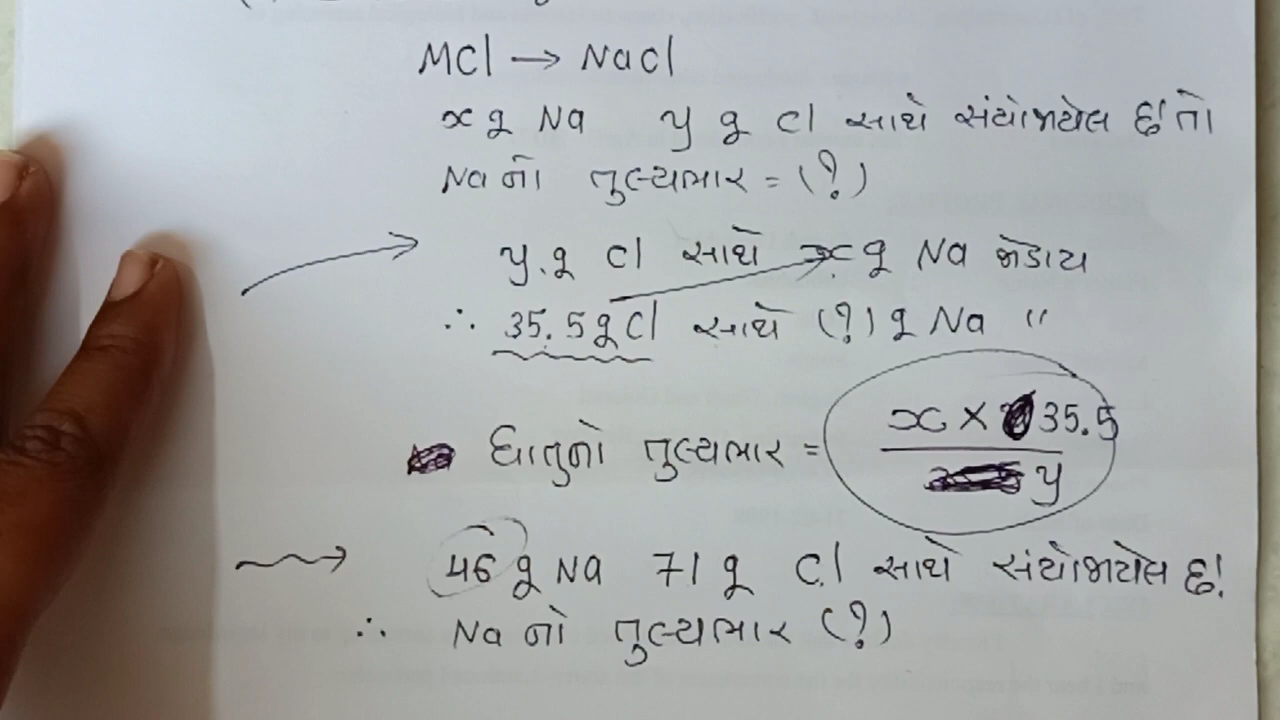 MCl → NaCl
x g Na y g Cl સાથે સંયોજાયેલ છે તો
Na નો તુલ્યભાર = (?)
y. g Cl સાથે x g Na જોડાય
∴ 35.5 g Cl સાથે (?) g Na "
ધાતુનો તુલ્યભાર = x × 35.5 / y
46 g Na 71 g Cl સાથે સંયોજાયેલ છે.
∴ Na નો તુલ્યભાર (?)